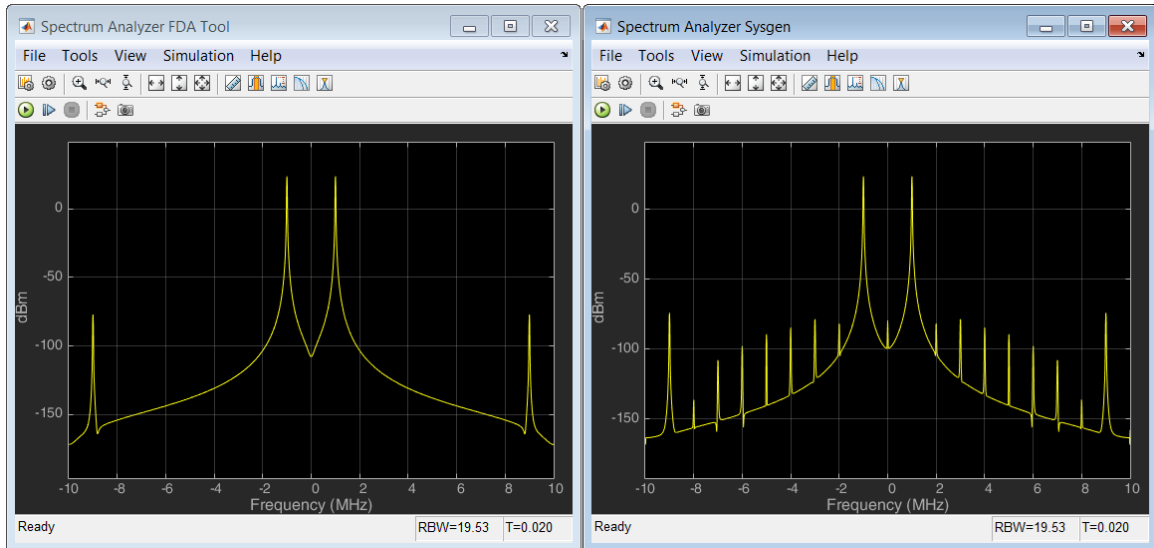 Spectrum Analyzer FDA Tool
File Tools View Simulation Help
0
-50
-100
-150
dBm
-10 -8 -6 -4 -2 0 2 4 6 8 10
Frequency (MHz)
Ready RBW=19.53 T=0.020
Spectrum Analyzer Sysgen
File Tools View Simulation Help
0
-50
-100
-150
dBm
-10 -8 -6 -4 -2 0 2 4 6 8 10
Frequency (MHz)
Ready RBW=19.53 T=0.020